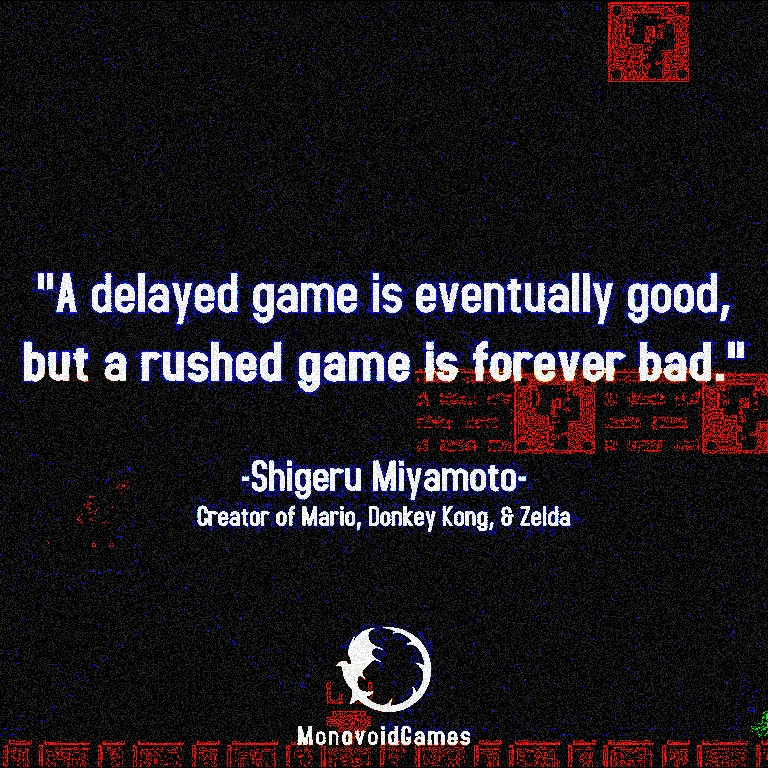 "A delayed game is eventually good,
but a rushed game is forever bad."
-Shigeru Miyamoto-
Creator of Mario, Donkey Kong, & Zelda
MonovoidGames